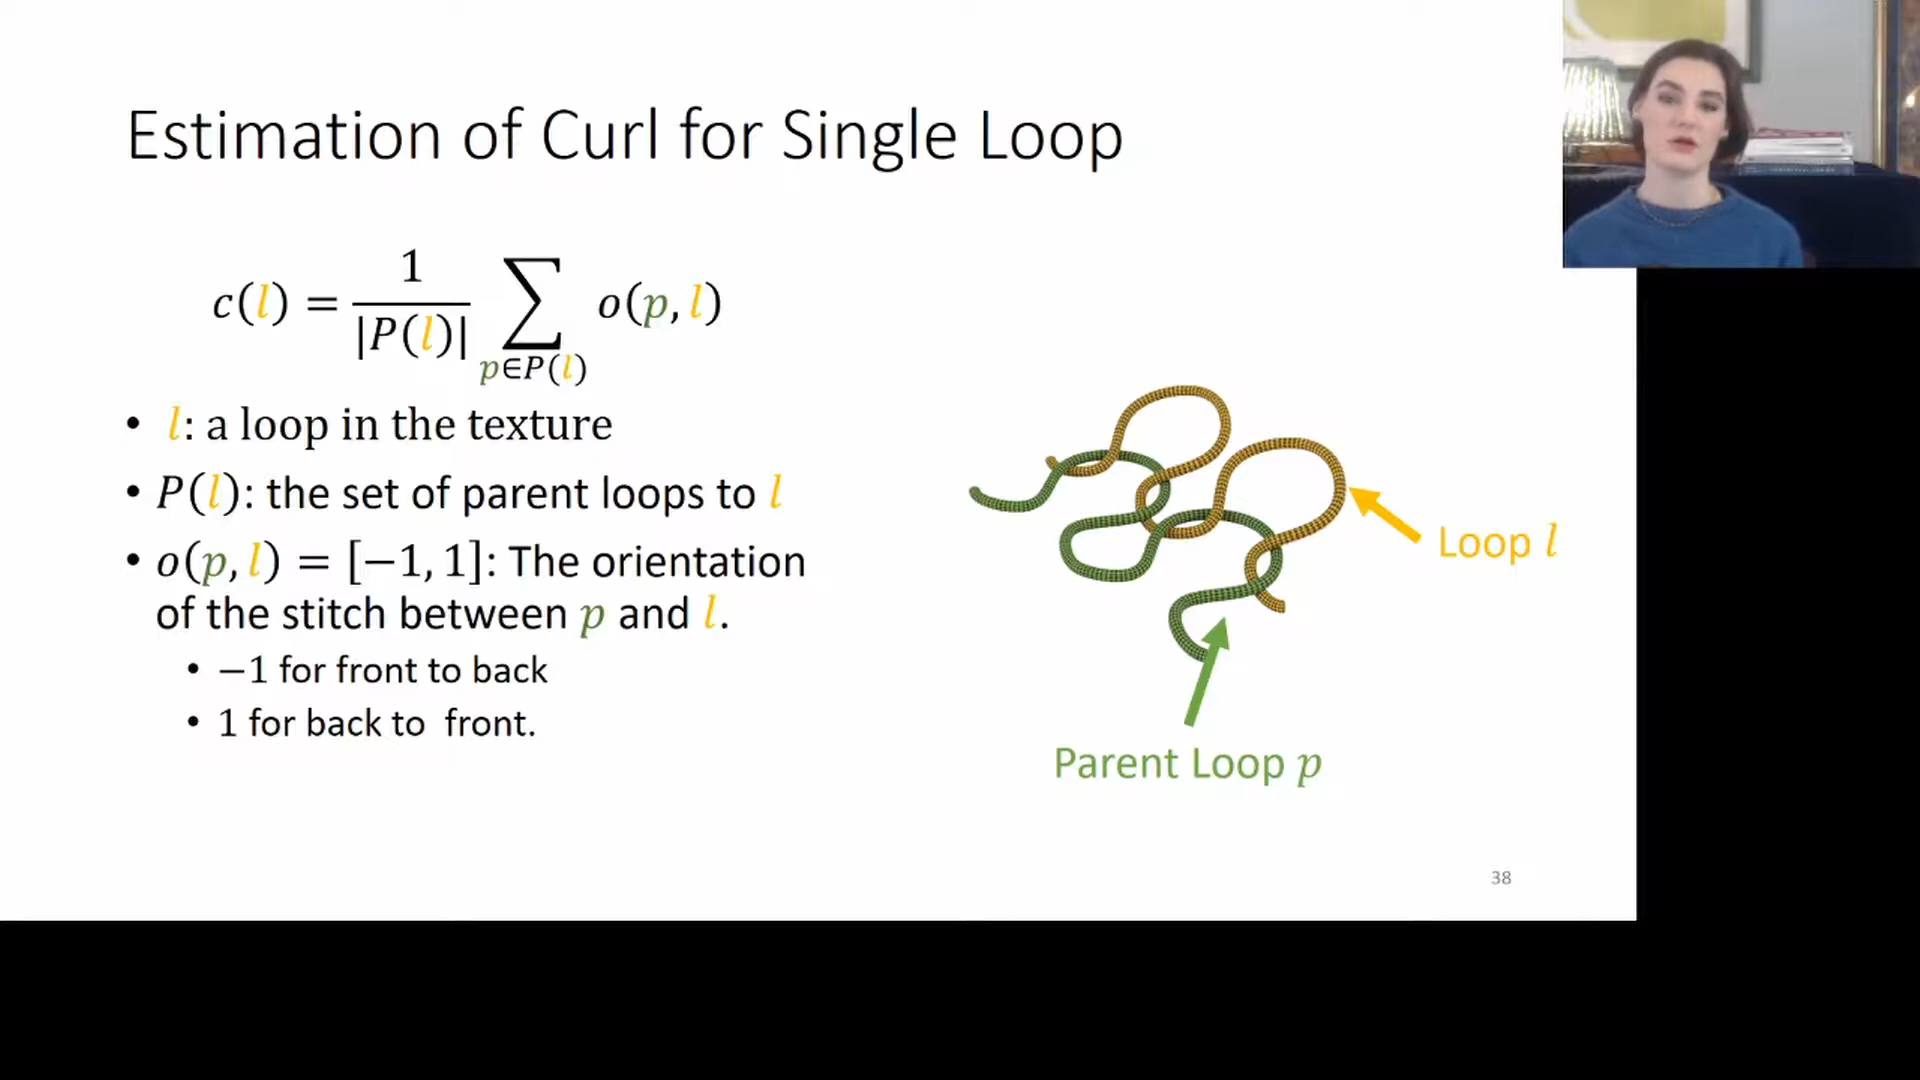 Estimation of Curl for Single Loop
c(l) = 1/|P(l)| ∑ p∈P(l) o(p, l)
• l: a loop in the texture
• P(l): the set of parent loops to l
• o(p, l) = [−1, 1]: The orientation
of the stitch between p and l.
• −1 for front to back
• 1 for back to front.
Loop l
Parent Loop p
38